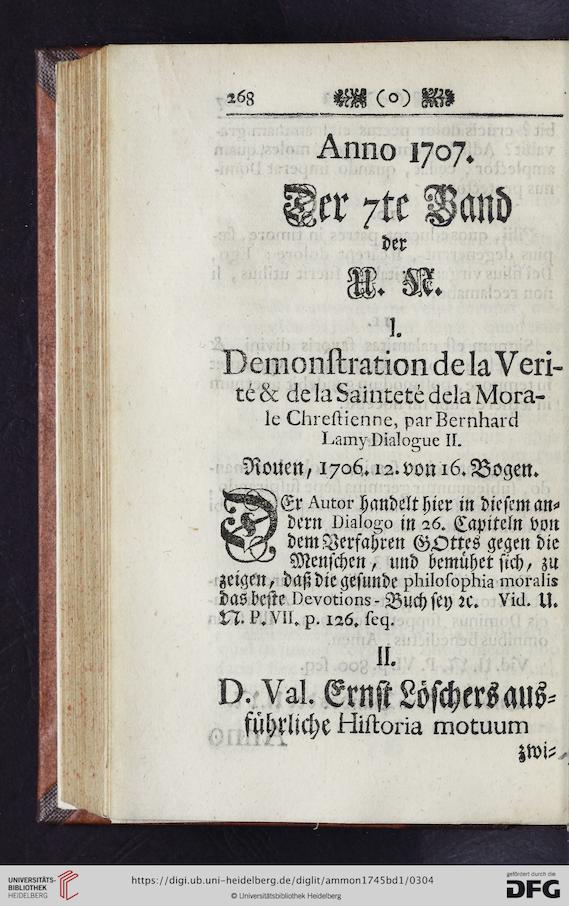 268 (o)
Anno 1707.
Der 7te Band
der
U. N.
I.
Demonſtration de la Veri-
té & de la Sainteté dela Mora-
le Chreſtienne, par Bernhard
Lamy Dialogue II.
Rouen, 1706. 12. von 16. Bogen.
DEr Autor handelt hier in dieſem an-
dern Dialogo in 26. Capiteln von
dem Verfahren GOttes gegen die
Menſchen, und bemühet ſich, zu
zeigen, daß die geſunde philoſophia moralis
das beſte Devotions-Buch ſey ꝛc. Vid. U.
N. P. VII. p. 126. ſeq.
II.
D. Val. Ernſt Löſchers aus-
führliche Hiſtoria motuum
zwi-
UNIVERSITÄTS-
BIBLIOTHEK
HEIDELBERG
https://digi.ub.uni-heidelberg.de/diglit/ammon1745bd1/0304
© Universitätsbibliothek Heidelberg
gefördert durch die
DFG